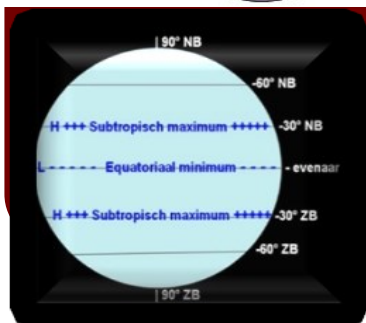 | 90° NB
-60° NB
H +++ Subtropisch maximum +++++ -30° NB
L - - - - - Equatoriaal minimum - - - - - evenaar
H +++ Subtropisch maximum +++++ -30° ZB
-60° ZB
| 90° ZB